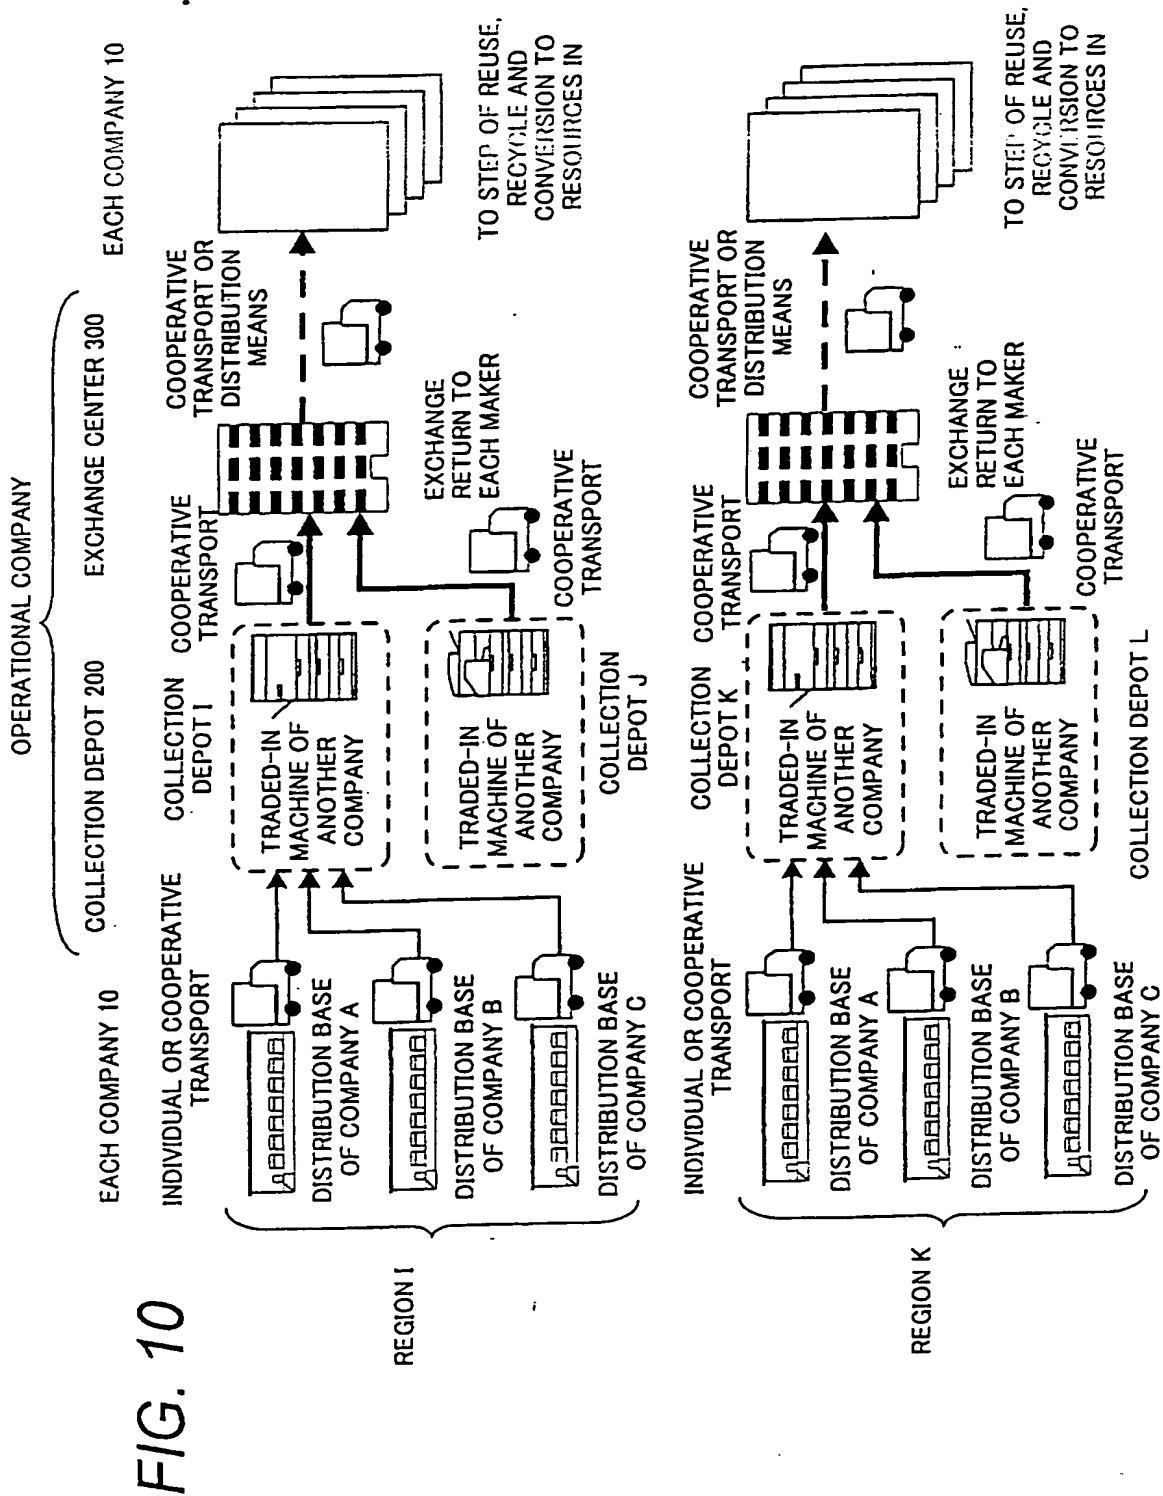 FIG. 10
OPERATIONAL COMPANY
EACH COMPANY 10
COLLECTION DEPOT 200
EXCHANGE CENTER 300
EACH COMPANY 10
REGION I
INDIVIDUAL OR COOPERATIVE
TRANSPORT
DISTRIBUTION BASE
OF COMPANY A
DISTRIBUTION BASE
OF COMPANY B
DISTRIBUTION BASE
OF COMPANY C
COLLECTION
DEPOT I
TRADED-IN
MACHINE OF
ANOTHER
COMPANY
TRADED-IN
MACHINE OF
ANOTHER
COMPANY
COLLECTION
DEPOT J
COOPERATIVE
TRANSPORT
COOPERATIVE
TRANSPORT
EXCHANGE
RETURN TO
EACH MAKER
COOPERATIVE
TRANSPORT OR
DISTRIBUTION
MEANS
TO STEP OF REUSE,
RECYCLE AND
CONVERSION TO
RESOURCES IN
REGION K
INDIVIDUAL OR COOPERATIVE
TRANSPORT
DISTRIBUTION BASE
OF COMPANY A
DISTRIBUTION BASE
OF COMPANY B
DISTRIBUTION BASE
OF COMPANY C
COLLECTION
DEPOT K
TRADED-IN
MACHINE OF
ANOTHER
COMPANY
TRADED-IN
MACHINE OF
ANOTHER
COMPANY
COLLECTION DEPOT L
COOPERATIVE
TRANSPORT
COOPERATIVE
TRANSPORT
EXCHANGE
RETURN TO
EACH MAKER
COOPERATIVE
TRANSPORT OR
DISTRIBUTION
MEANS
TO STEP OF REUSE,
RECYCLE AND
CONVERSION TO
RESOURCES IN